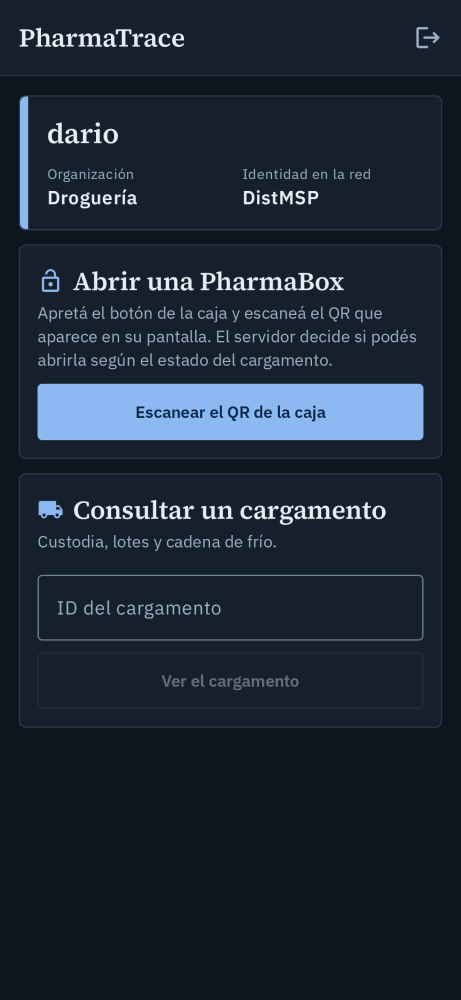 PharmaTrace
dario
Organización
Droguería
Identidad en la red
DistMSP
Abrir una PharmaBox
Apretá el botón de la caja y escaneá el QR que
aparece en su pantalla. El servidor decide si podés
abrirla según el estado del cargamento.
Escanear el QR de la caja
Consultar un cargamento
Custodia, lotes y cadena de frío.
ID del cargamento
Ver el cargamento